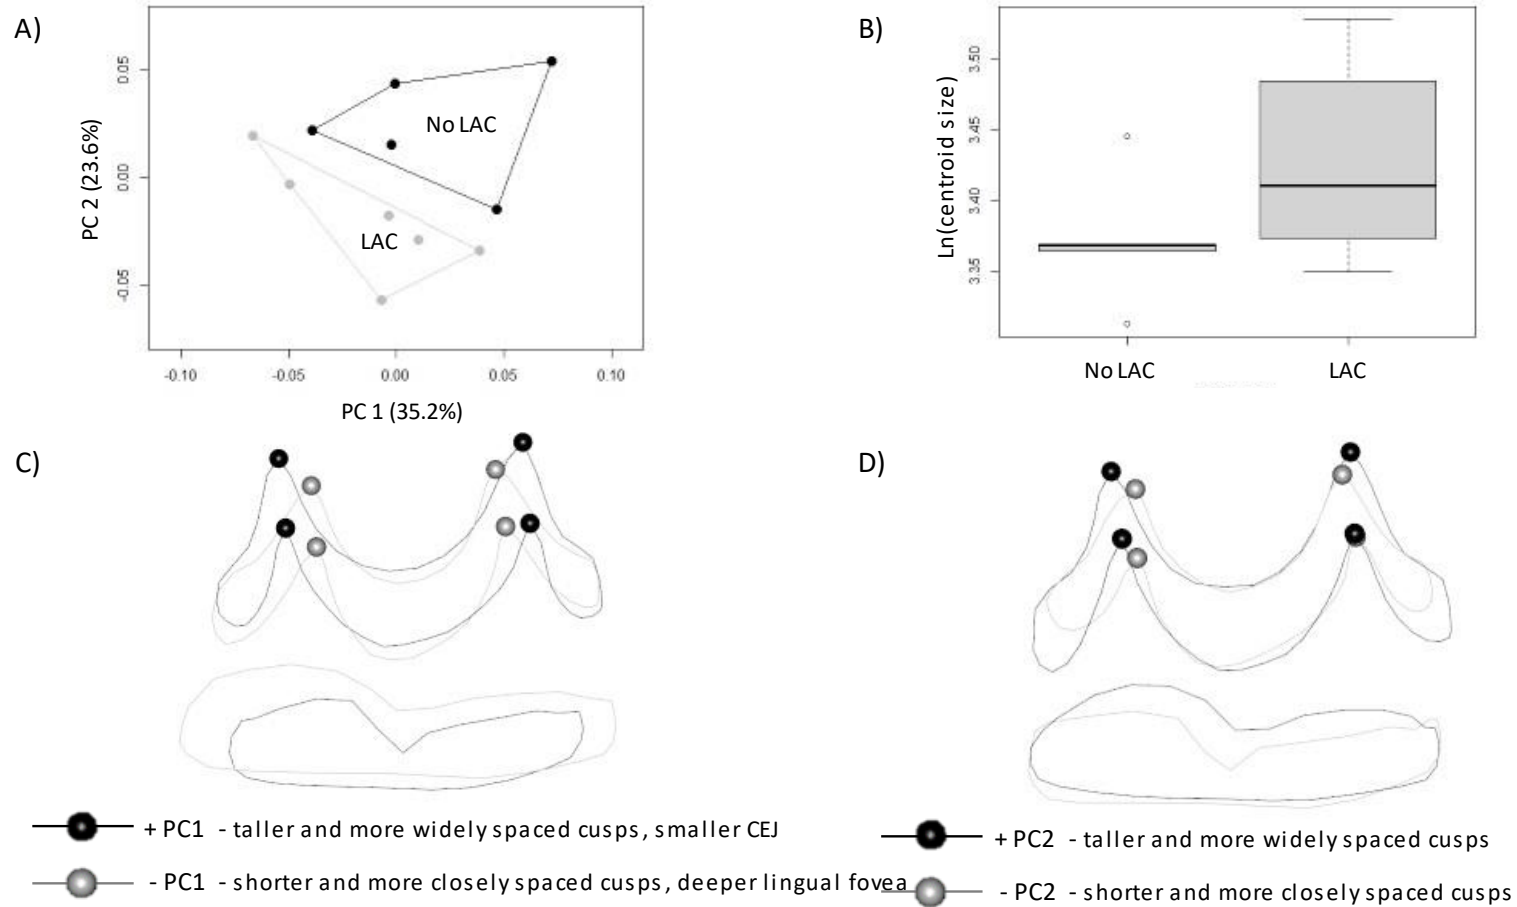 A)
PC 2 (23.6%)
0.05
0.00
-0.05
No LAC
LAC
-0.10
-0.05
0.00
0.05
0.10
PC 1 (35.2%)
B)
Ln(centroid size)
3.50
3.45
3.40
3.35
No LAC
LAC
C)
+ PC1 - taller and more widely spaced cusps, smaller CEJ
- PC1 - shorter and more closely spaced cusps, deeper lingual fovea
D)
+ PC2 - taller and more widely spaced cusps
- PC2 - shorter and more closely spaced cusps